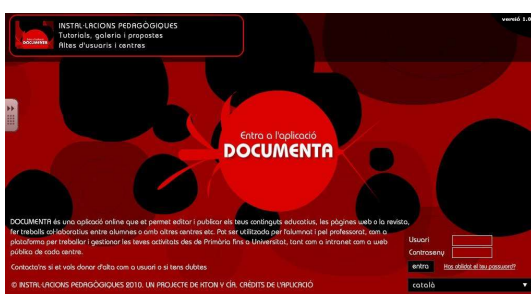 INSTAL·LACIONS PEDAGÒGIQUES
Tutorials, galeria i propostes
Altes d'usuaris i centres
DOCUMENTA
versió 1.0
Entra a l'aplicació
DOCUMENTA
DOCUMENTA és una aplicació online que et permet editar i publicar els teus continguts educatius, les pàgines web o la revista,
fer treballs col·laboratius entre alumnes o amb altres centres etc. Pot ser utilitzada per l'alumnat i pel professorat, com a
plataforma per treballar i gestionar les teves activitats des de Primària fins a Universitat, tant com a intranet com a web
pública de cada centre.
Contacta'ns si et vols donar d'alta com a usuari o si tens dubtes
© INSTAL·LACIONS PEDAGÒGIQUES 2010. UN PROJECTE DE KTON Y CÍA. CRÈDITS DE L'APLICACIÓ
Usuari
Contraseny
entra
Has oblidat el teu password?
català